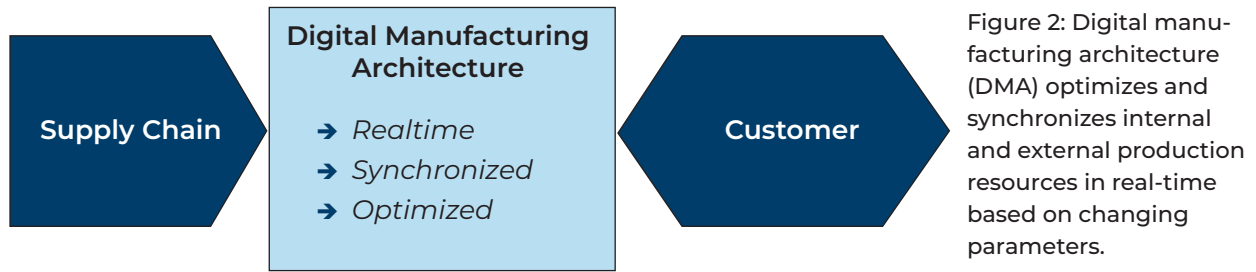 Supply Chain
Digital Manufacturing
Architecture
➔ Realtime
➔ Synchronized
➔ Optimized
Customer
Figure 2: Digital manu-
facturing architecture
(DMA) optimizes and
synchronizes internal
and external production
resources in real-time
based on changing
parameters.